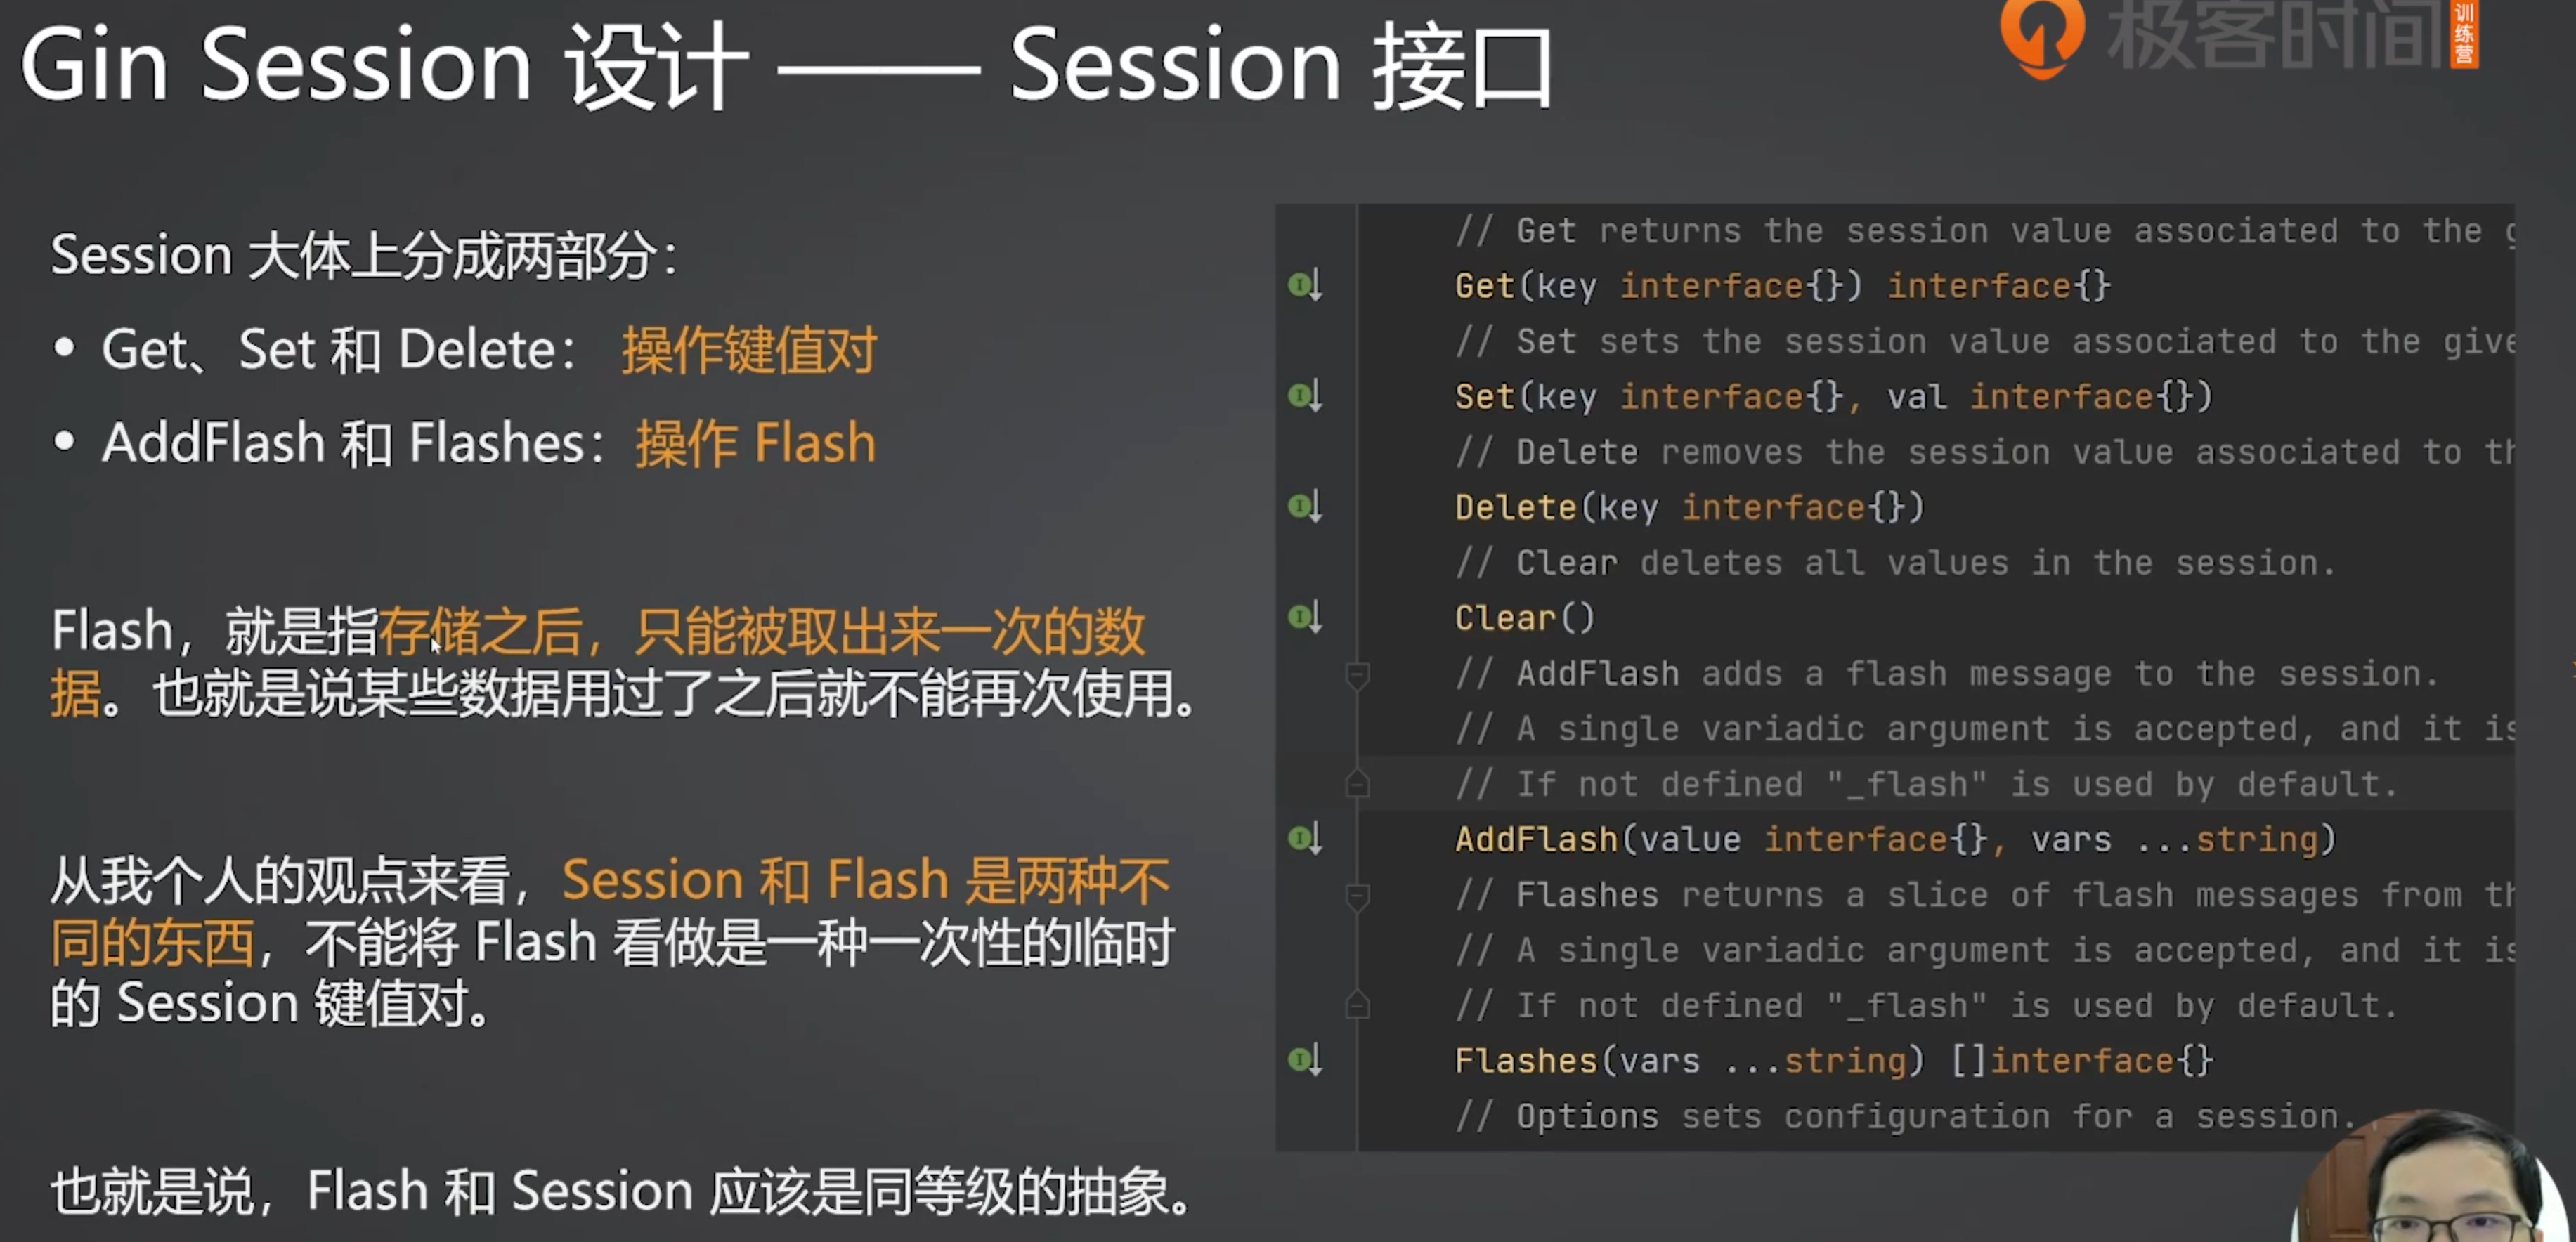 Gin Session 设计 —— Session 接口
极客时间
训练营
Session 大体上分成两部分：
• Get、Set 和 Delete： 操作键值对
• AddFlash 和 Flashes：操作 Flash
Flash，就是指存储之后，只能被取出来一次的数
据。也就是说某些数据用过了之后就不能再次使用。
从我个人的观点来看，Session 和 Flash 是两种不
同的东西，不能将 Flash 看做是一种一次性的临时
的 Session 键值对。
也就是说，Flash 和 Session 应该是同等级的抽象。
// Get returns the session value associated to the g
Get(key interface{}) interface{}
// Set sets the session value associated to the give
Set(key interface{}, val interface{})
// Delete removes the session value associated to th
Delete(key interface{})
// Clear deletes all values in the session.
Clear()
// AddFlash adds a flash message to the session.
// A single variadic argument is accepted, and it is
// If not defined "_flash" is used by default.
AddFlash(value interface{}, vars ...string)
// Flashes returns a slice of flash messages from th
// A single variadic argument is accepted, and it is
// If not defined "_flash" is used by default.
Flashes(vars ...string) []interface{}
// Options sets configuration for a session.